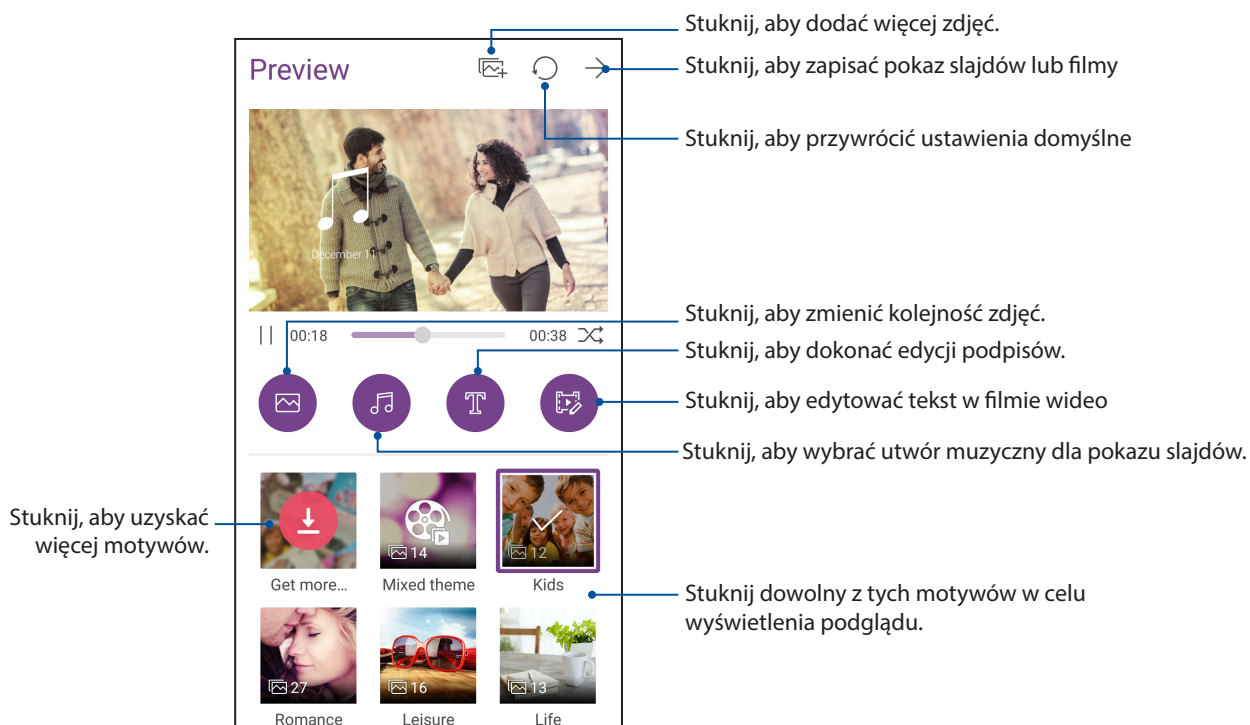 Stuknij, aby dodać więcej zdjęć.
Preview
Stuknij, aby zapisać pokaz slajdów lub filmy
Stuknij, aby przywrócić ustawienia domyślne
December 11
Stuknij, aby zmienić kolejność zdjęć.
00:18
00:38
Stuknij, aby dokonać edycji podpisów.
Stuknij, aby edytować tekst w filmie wideo
Stuknij, aby wybrać utwór muzyczny dla pokazu slajdów.
Stuknij, aby uzyskać
więcej motywów.
14
12
Get more...
Mixed theme
Kids
Stuknij dowolny z tych motywów w celu
wyświetlenia podglądu.
27
16
13
Romance
Leisure
Life